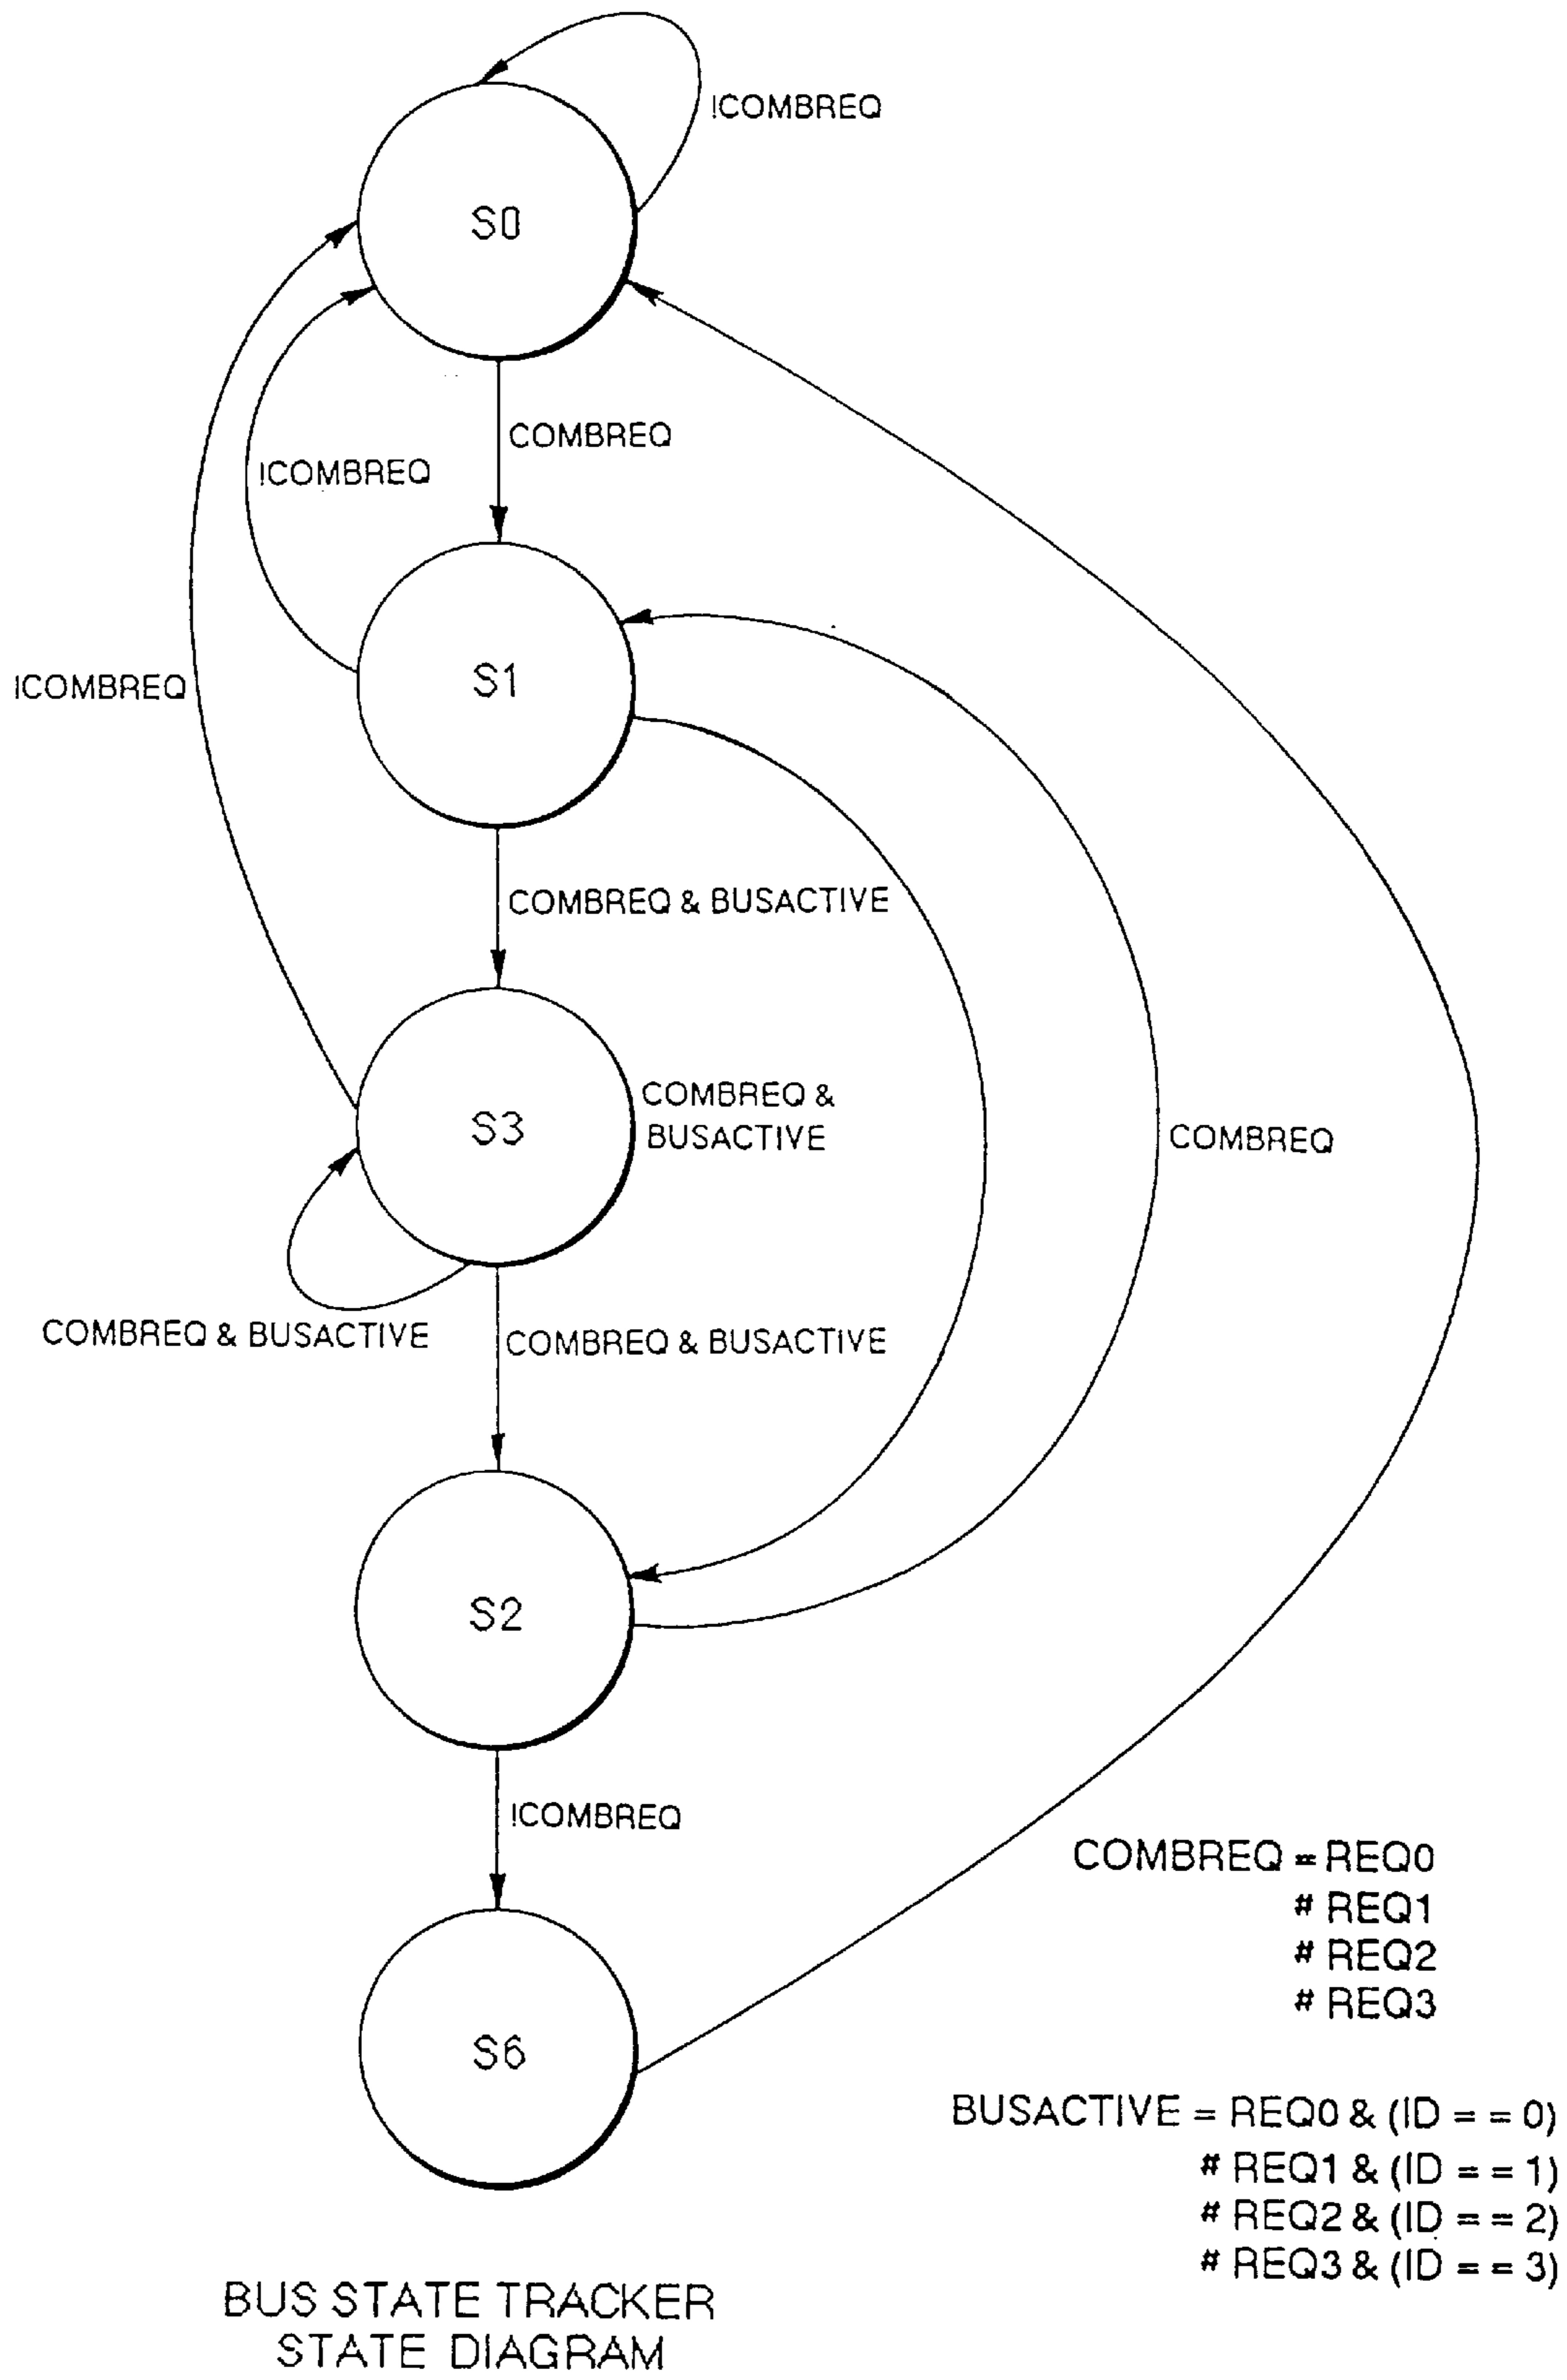 !COMBREQ
S0
COMBREQ
!COMBREQ
S1
!COMBREQ
COMBREQ & BUSACTIVE
COMBREQ &
BUSACTIVE
S3
COMBREQ
COMBREQ & BUSACTIVE
COMBREQ & BUSACTIVE
S2
!COMBREQ
COMBREQ = REQ0
# REQ1
# REQ2
# REQ3
S6
BUSACTIVE = REQ0 & (ID = = 0)
# REQ1 & (ID = = 1)
# REQ2 & (ID = = 2)
# REQ3 & (ID = = 3)
BUS STATE TRACKER
STATE DIAGRAM